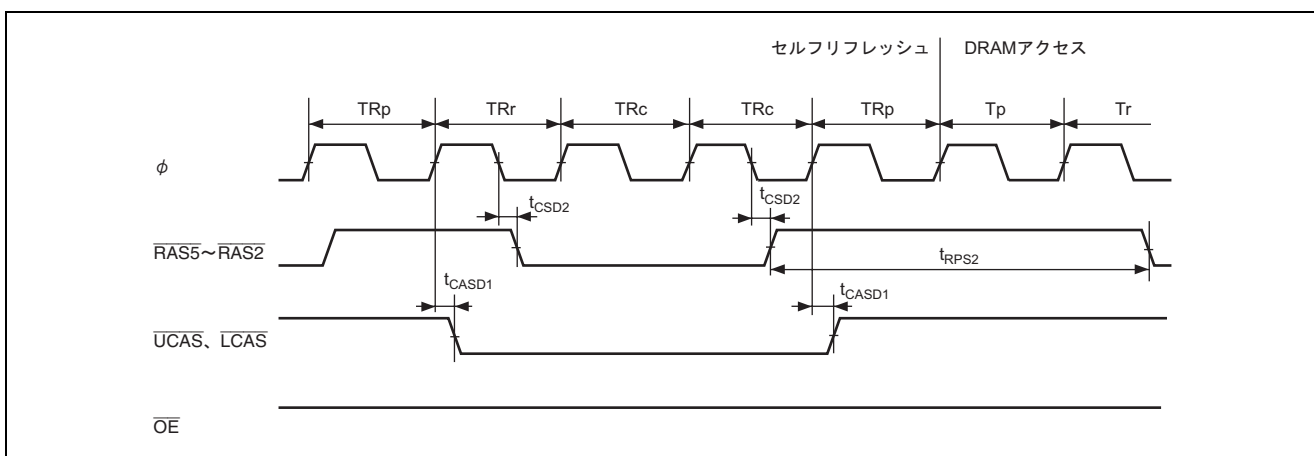 セルフリフレッシュ DRAMアクセス
TRp TRr TRc TRc TRp Tp Tr
φ
tCSD2 tCSD2
RAS5～RAS2
tRPS2
tCASD1 tCASD1
UCAS、LCAS
OE